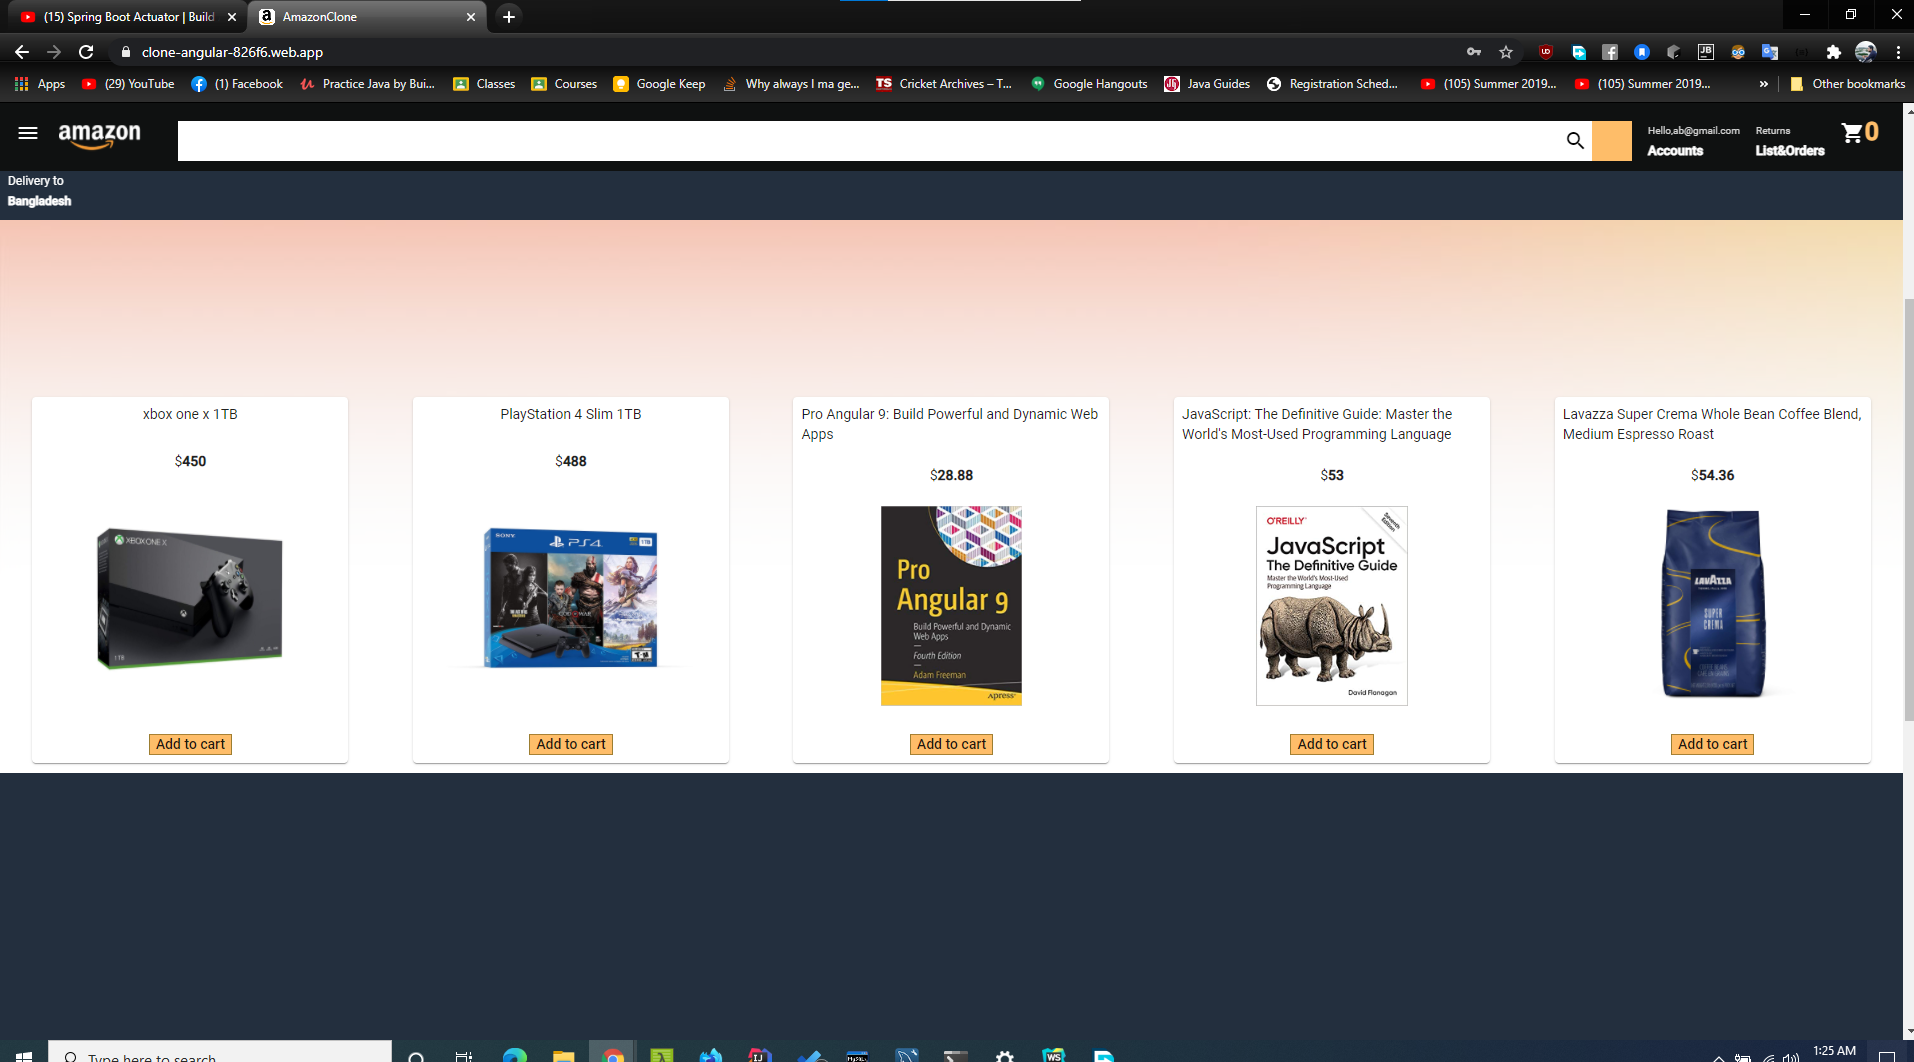 (15) Spring Boot Actuator | Build
AmazonClone
clone-angular-826f6.web.app
Apps
(29) YouTube
(1) Facebook
Practice Java by Bui...
Classes
Courses
Google Keep
Why always I ma ge...
TS
Cricket Archives – T...
Google Hangouts
Java Guides
Registration Sched...
(105) Summer 2019...
(105) Summer 2019...
Other bookmarks
amazon
Hello,ab@gmail.com
Accounts
Returns
List&Orders
0
Delivery to
Bangladesh
xbox one x 1TB
$450
XBOX ONE X
1TB
Add to cart
PlayStation 4 Slim 1TB
$488
SONY
PS4
1TB
Add to cart
Pro Angular 9: Build Powerful and Dynamic Web
Apps
$28.88
Pro
Angular 9
Build Powerful and Dynamic
Web Apps
Fourth Edition
Adam Freeman
Apress
Add to cart
JavaScript: The Definitive Guide: Master the
World's Most-Used Programming Language
$53
O'REILLY
Seventh
Edition
JavaScript
The Definitive Guide
Master the World's Most-Used
Programming Language
David Flanagan
Add to cart
Lavazza Super Crema Whole Bean Coffee Blend,
Medium Espresso Roast
$54.36
LAVAZZA
SUPER
CREMA
Add to cart
Type here to search
1:25 AM